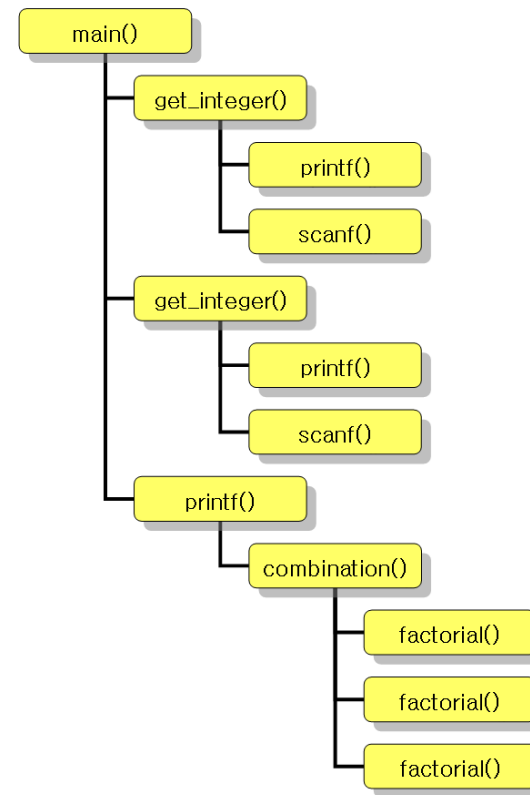 main()
get_integer()
printf()
scanf()
get_integer()
printf()
scanf()
printf()
combination()
factorial()
factorial()
factorial()